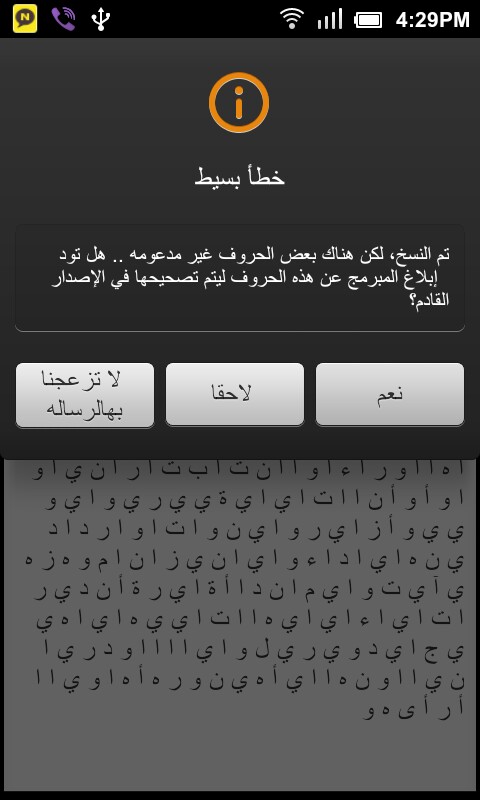 4:29PM
خطأ بسيط
تم النسخ، لكن هناك بعض الحروف غير مدعومه .. هل تود
إبلاغ المبرمج عن هذه الحروف ليتم تصحيحها في الإصدار
القادم؟
نعم
لاحقا
لا تزعجنا
بهالرساله
ا ه ا ا و ر ا ء ا و ا ا ن ت ا ب ت ا ر ا ن ي ا و
ا و أ و أ ن ا ا ت ا ي ا ي ة ي ي ر ي و ا ي و
ي ي و أ ز ا ي ر و ا ي ن و ا ت ا و ا ر د ا د
ي ن ه ا ي ا د ا ء و ا ي ا ن ي ز ا ن ا م و ه ز ه
ي آ ي ت و ا ي م ا ن د ا أ ة ا ي ر ة أ ن د ي ر
ا ت ا ي ا ء ا ي ا ي ه ا ا ت ا ي ي ه ا ي ا ه ي
ي ج ا ي د و ي ر ي ل و ا ي ا ا ا ا و د ر ي ا
ن ي ا ا و ن ه ا ا ي أ ه ي ن و ر ه أ ه ا و ي ا ا
أ ر أ ى ه و